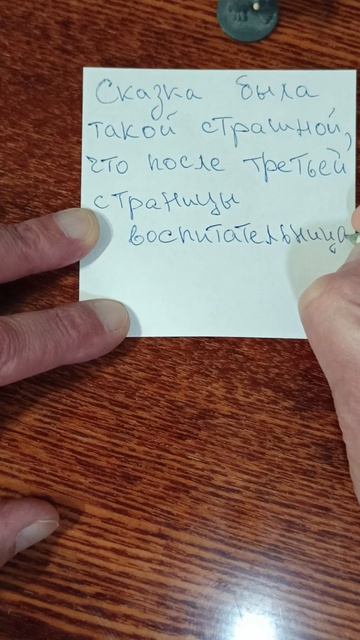 Сказка была
такой страшной,
что после третьей
страницы
воспитательница